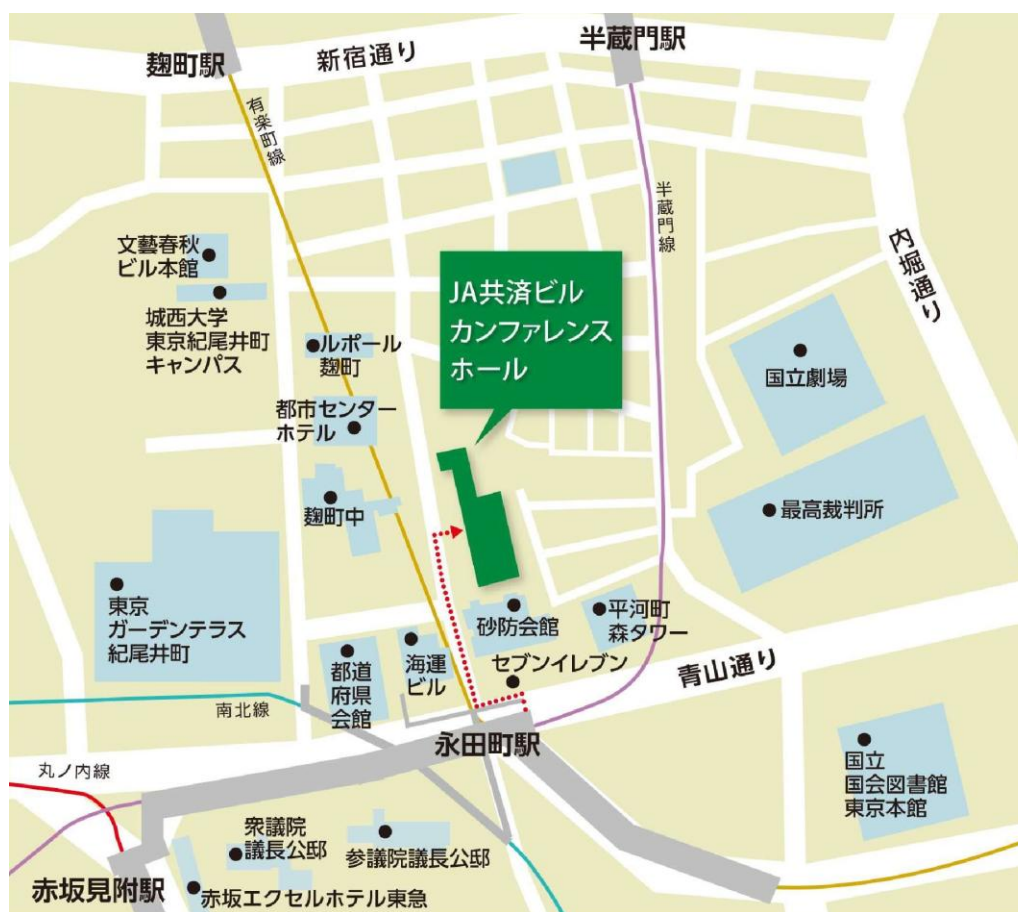 半蔵門駅
新宿通り
麹町駅
有楽町線
半蔵門線
内堀通り
文藝春秋
ビル本館
JA共済ビル
カンファレンス
ホール
城西大学
東京紀尾井町
キャンパス
ルポール
麹町
国立劇場
都市センター
ホテル
麹町中
最高裁判所
東京
ガーデンテラス
紀尾井町
砂防会館
平河町
森タワー
都道
府県
会館
海運
ビル
セブンイレブン
青山通り
南北線
永田町駅
丸ノ内線
国立
国会図書館
東京本館
衆議院
議長公邸
参議院議長公邸
赤坂見附駅
赤坂エクセルホテル東急